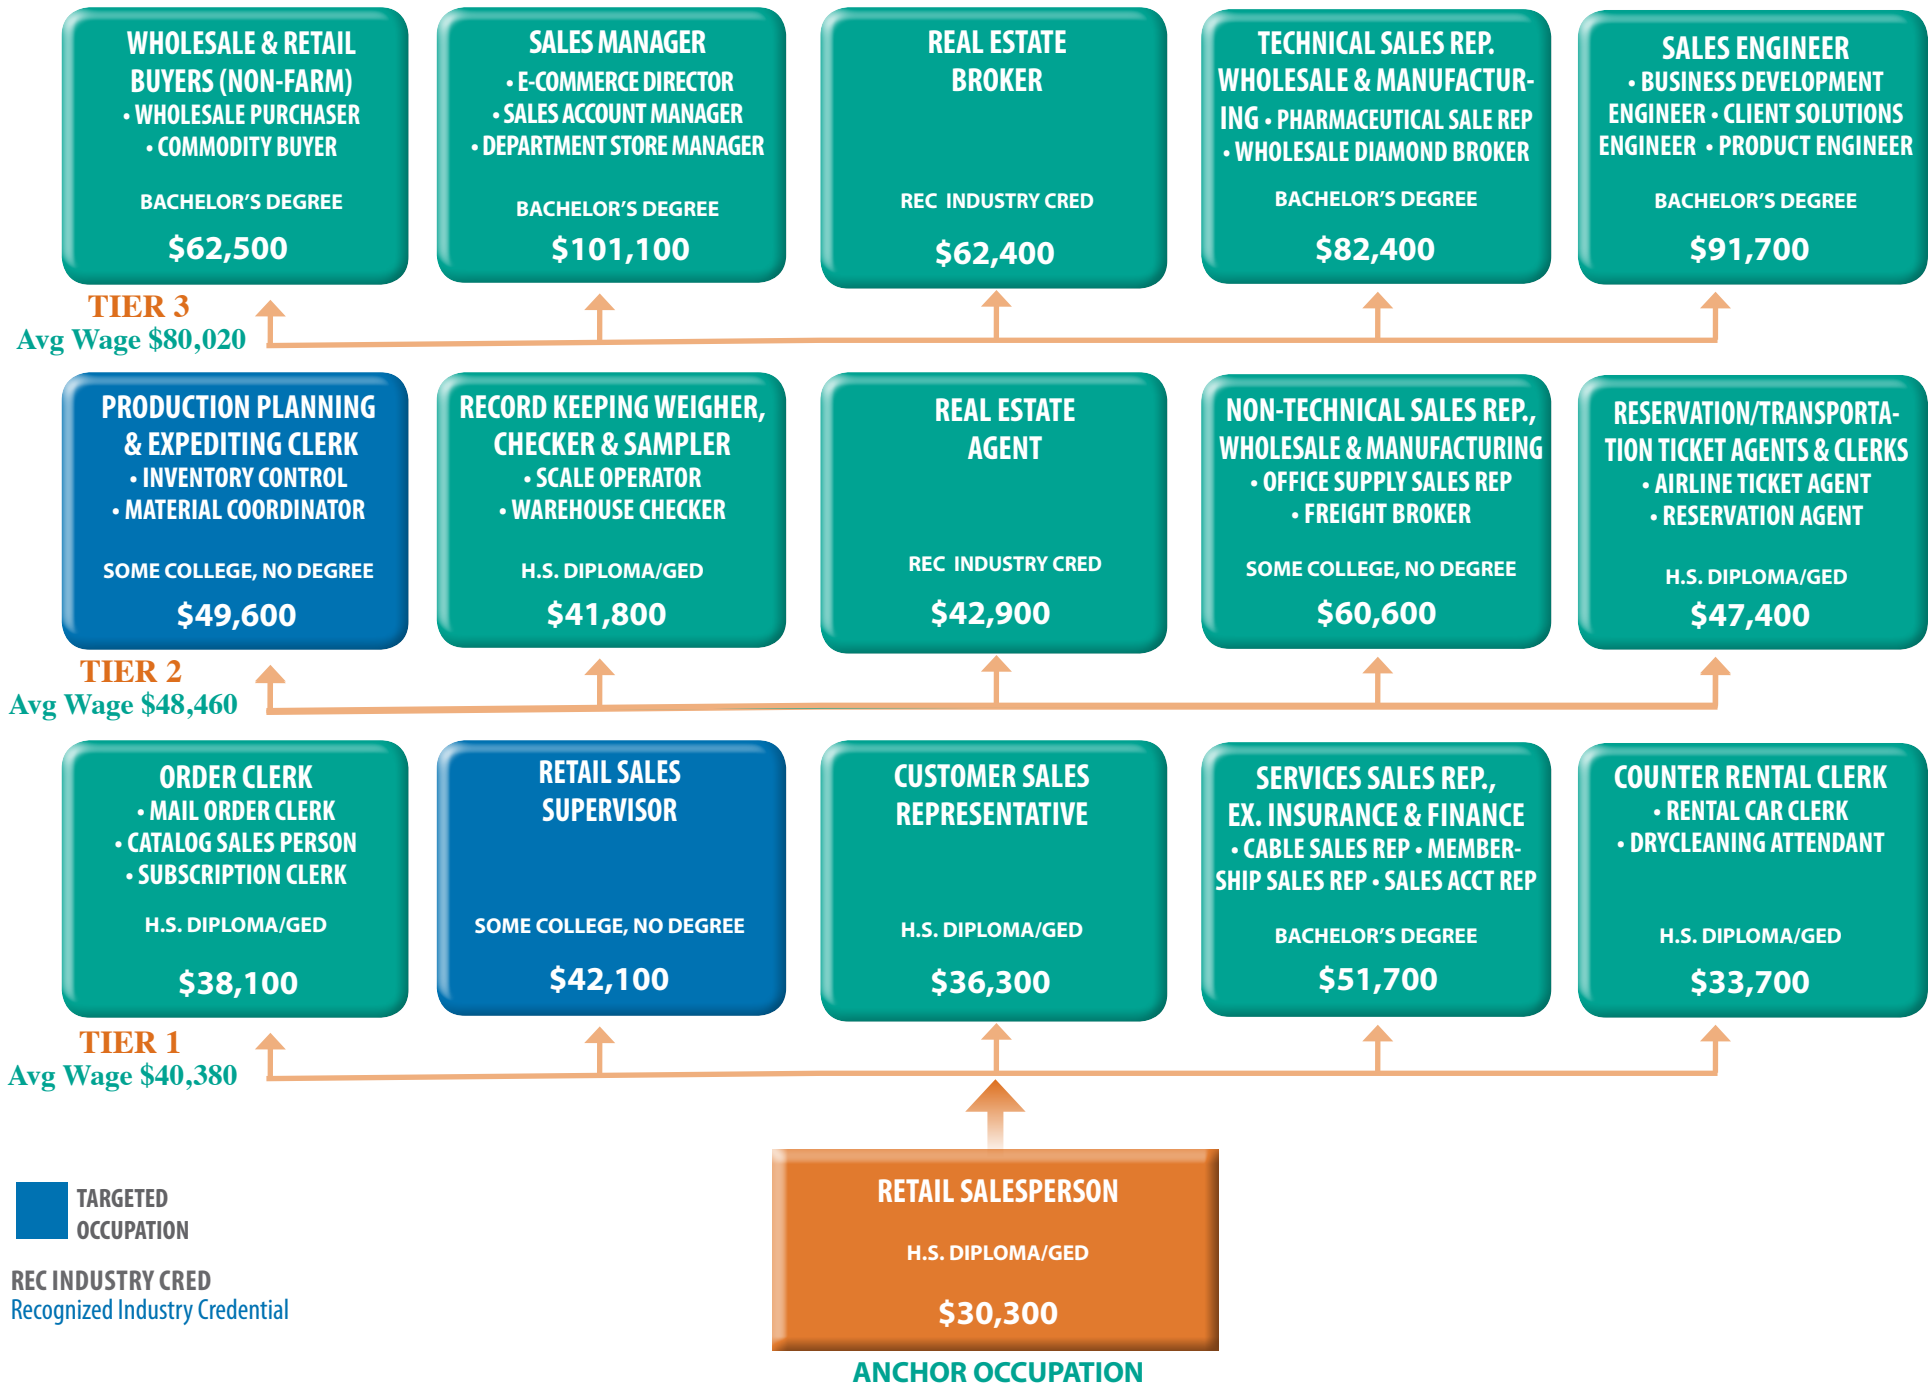 WHOLESALE & RETAIL
BUYERS (NON-FARM)
• WHOLESALE PURCHASER
• COMMODITY BUYER
BACHELOR'S DEGREE
$62,500
SALES MANAGER
• E-COMMERCE DIRECTOR
• SALES ACCOUNT MANAGER
• DEPARTMENT STORE MANAGER
BACHELOR'S DEGREE
$101,100
REAL ESTATE
BROKER
REC INDUSTRY CRED
$62,400
TECHNICAL SALES REP.
WHOLESALE & MANUFACTUR-
ING • PHARMACEUTICAL SALE REP
• WHOLESALE DIAMOND BROKER
BACHELOR'S DEGREE
$82,400
SALES ENGINEER
• BUSINESS DEVELOPMENT
ENGINEER • CLIENT SOLUTIONS
ENGINEER • PRODUCT ENGINEER
BACHELOR'S DEGREE
$91,700
TIER 3
Avg Wage $80,020
PRODUCTION PLANNING
& EXPEDITING CLERK
• INVENTORY CONTROL
• MATERIAL COORDINATOR
SOME COLLEGE, NO DEGREE
$49,600
RECORD KEEPING WEIGHER,
CHECKER & SAMPLER
• SCALE OPERATOR
• WAREHOUSE CHECKER
H.S. DIPLOMA/GED
$41,800
REAL ESTATE
AGENT
REC INDUSTRY CRED
$42,900
NON-TECHNICAL SALES REP.,
WHOLESALE & MANUFACTURING
• OFFICE SUPPLY SALES REP
• FREIGHT BROKER
SOME COLLEGE, NO DEGREE
$60,600
RESERVATION/TRANSPORTA-
TION TICKET AGENTS & CLERKS
• AIRLINE TICKET AGENT
• RESERVATION AGENT
H.S. DIPLOMA/GED
$47,400
TIER 2
Avg Wage $48,460
ORDER CLERK
• MAIL ORDER CLERK
• CATALOG SALES PERSON
• SUBSCRIPTION CLERK
H.S. DIPLOMA/GED
$38,100
RETAIL SALES
SUPERVISOR
SOME COLLEGE, NO DEGREE
$42,100
CUSTOMER SALES
REPRESENTATIVE
H.S. DIPLOMA/GED
$36,300
SERVICES SALES REP.,
EX. INSURANCE & FINANCE
• CABLE SALES REP • MEMBER-
SHIP SALES REP • SALES ACCT REP
BACHELOR'S DEGREE
$51,700
COUNTER RENTAL CLERK
• RENTAL CAR CLERK
• DRYCLEANING ATTENDANT
H.S. DIPLOMA/GED
$33,700
TIER 1
Avg Wage $40,380
RETAIL SALESPERSON
H.S. DIPLOMA/GED
$30,300
ANCHOR OCCUPATION
TARGETED
OCCUPATION
REC INDUSTRY CRED
Recognized Industry Credential